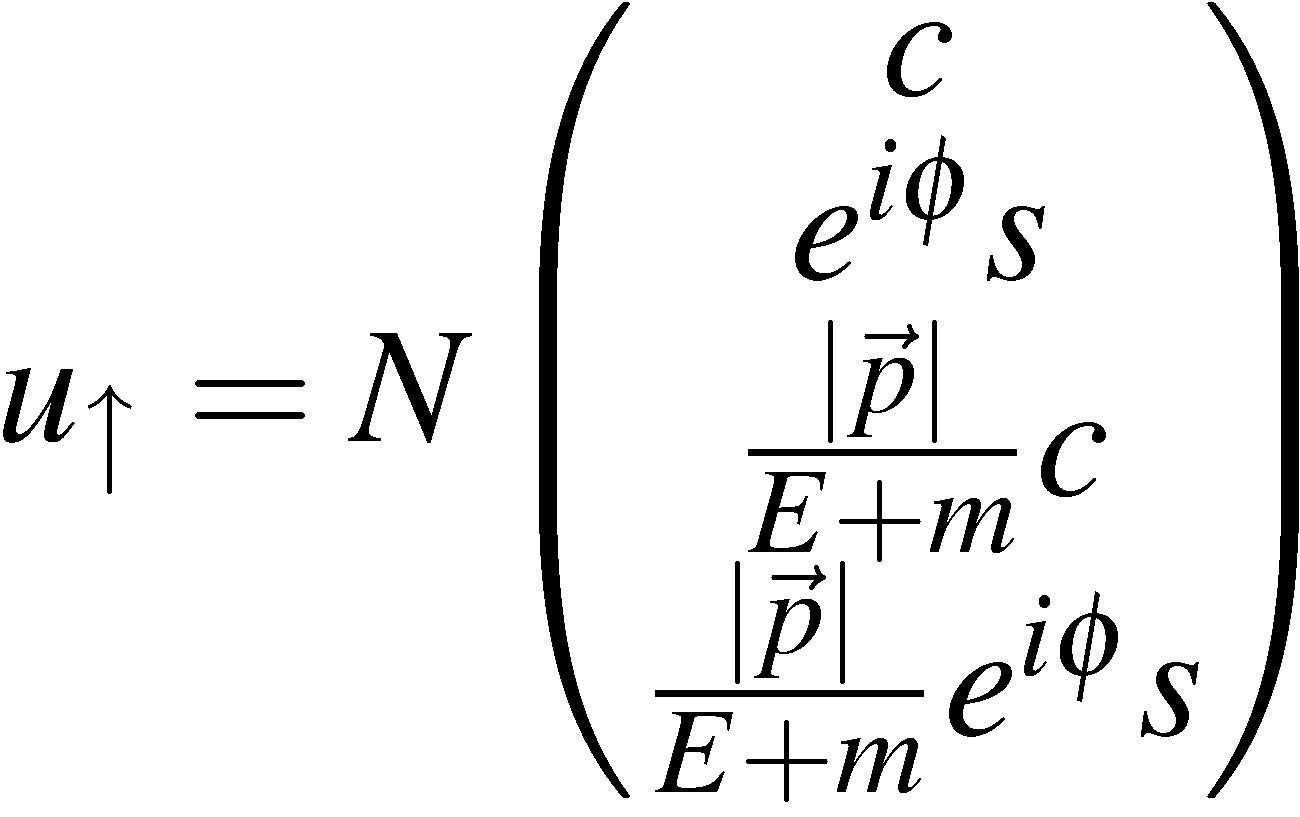 u↑ = N ( c
e^{iϕ} s
|p⃗|/(E+m) c
|p⃗|/(E+m) e^{iϕ} s )